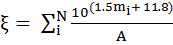 ξ = ∑ᵢᴺ 10^(1.5mᵢ + 11.8) / A